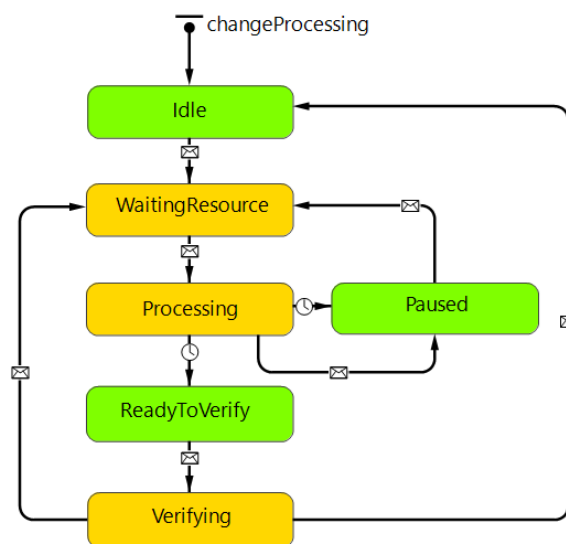 changeProcessing
Idle
WaitingResource
Processing
Paused
ReadyToVerify
Verifying